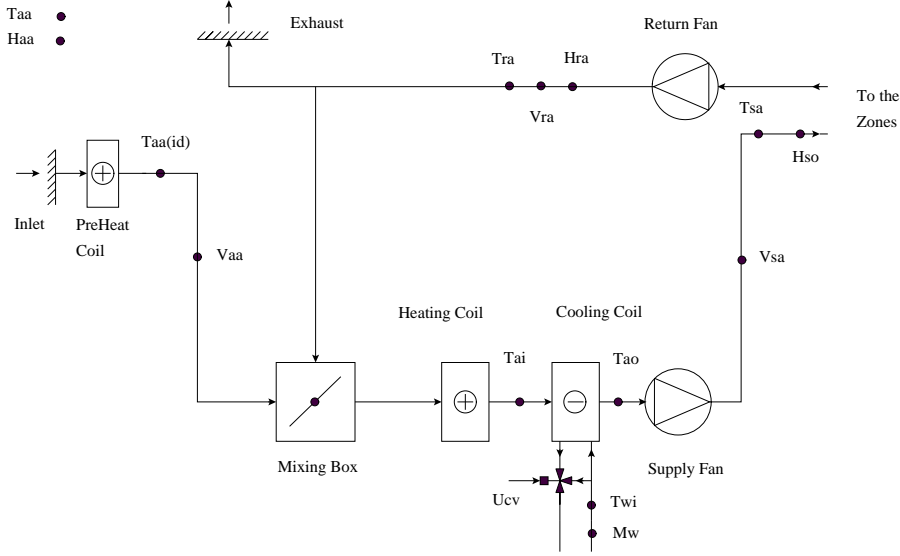 Taa
Haa
Exhaust
Return Fan
Tra
Hra
Vra
Tsa
To the
Zones
Hso
Taa(id)
Inlet
PreHeat
Coil
Vaa
Vsa
Heating Coil
Cooling Coil
Tai
Tao
Mixing Box
Supply Fan
Ucv
Twi
Mw